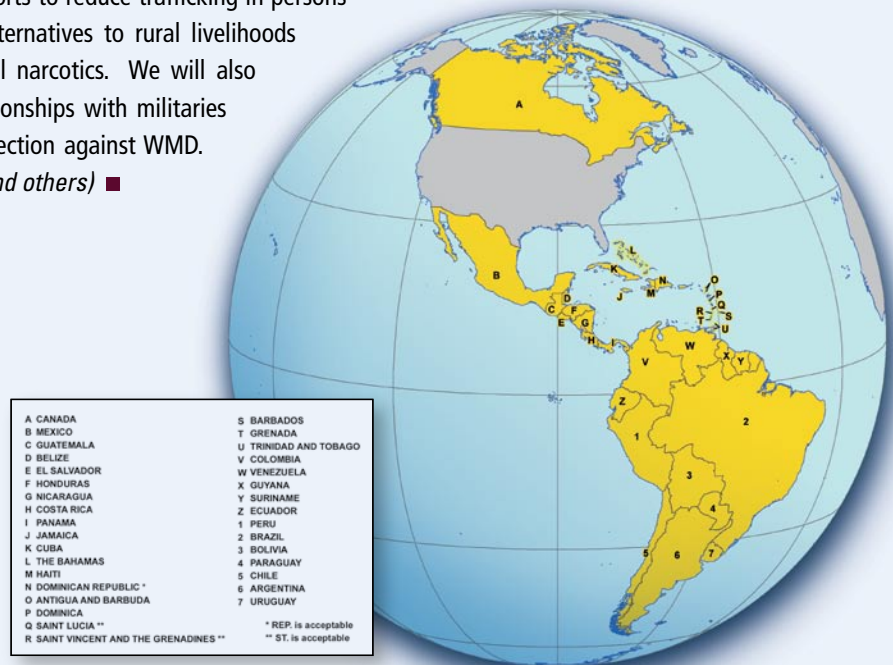 orts to reduce trafficking in persons
ternatives to rural livelihoods
l narcotics. We will also
onships with militaries
ection against WMD.
nd others)
A
B
C
D
E
F
G
H
I
J
K
L
M
N
O
P
Q
R
S
T
U
V
W
X
Y
Z
1
2
3
4
5
6
7
A CANADA
B MEXICO
C GUATEMALA
D BELIZE
E EL SALVADOR
F HONDURAS
G NICARAGUA
H COSTA RICA
I PANAMA
J JAMAICA
K CUBA
L THE BAHAMAS
M HAITI
N DOMINICAN REPUBLIC *
O ANTIGUA AND BARBUDA
P DOMINICA
Q SAINT LUCIA **
R SAINT VINCENT AND THE GRENADINES **
S BARBADOS
T GRENADA
U TRINIDAD AND TOBAGO
V COLOMBIA
W VENEZUELA
X GUYANA
Y SURINAME
Z ECUADOR
1 PERU
2 BRAZIL
3 BOLIVIA
4 PARAGUAY
5 CHILE
6 ARGENTINA
7 URUGUAY
* REP. is acceptable
** ST. is acceptable